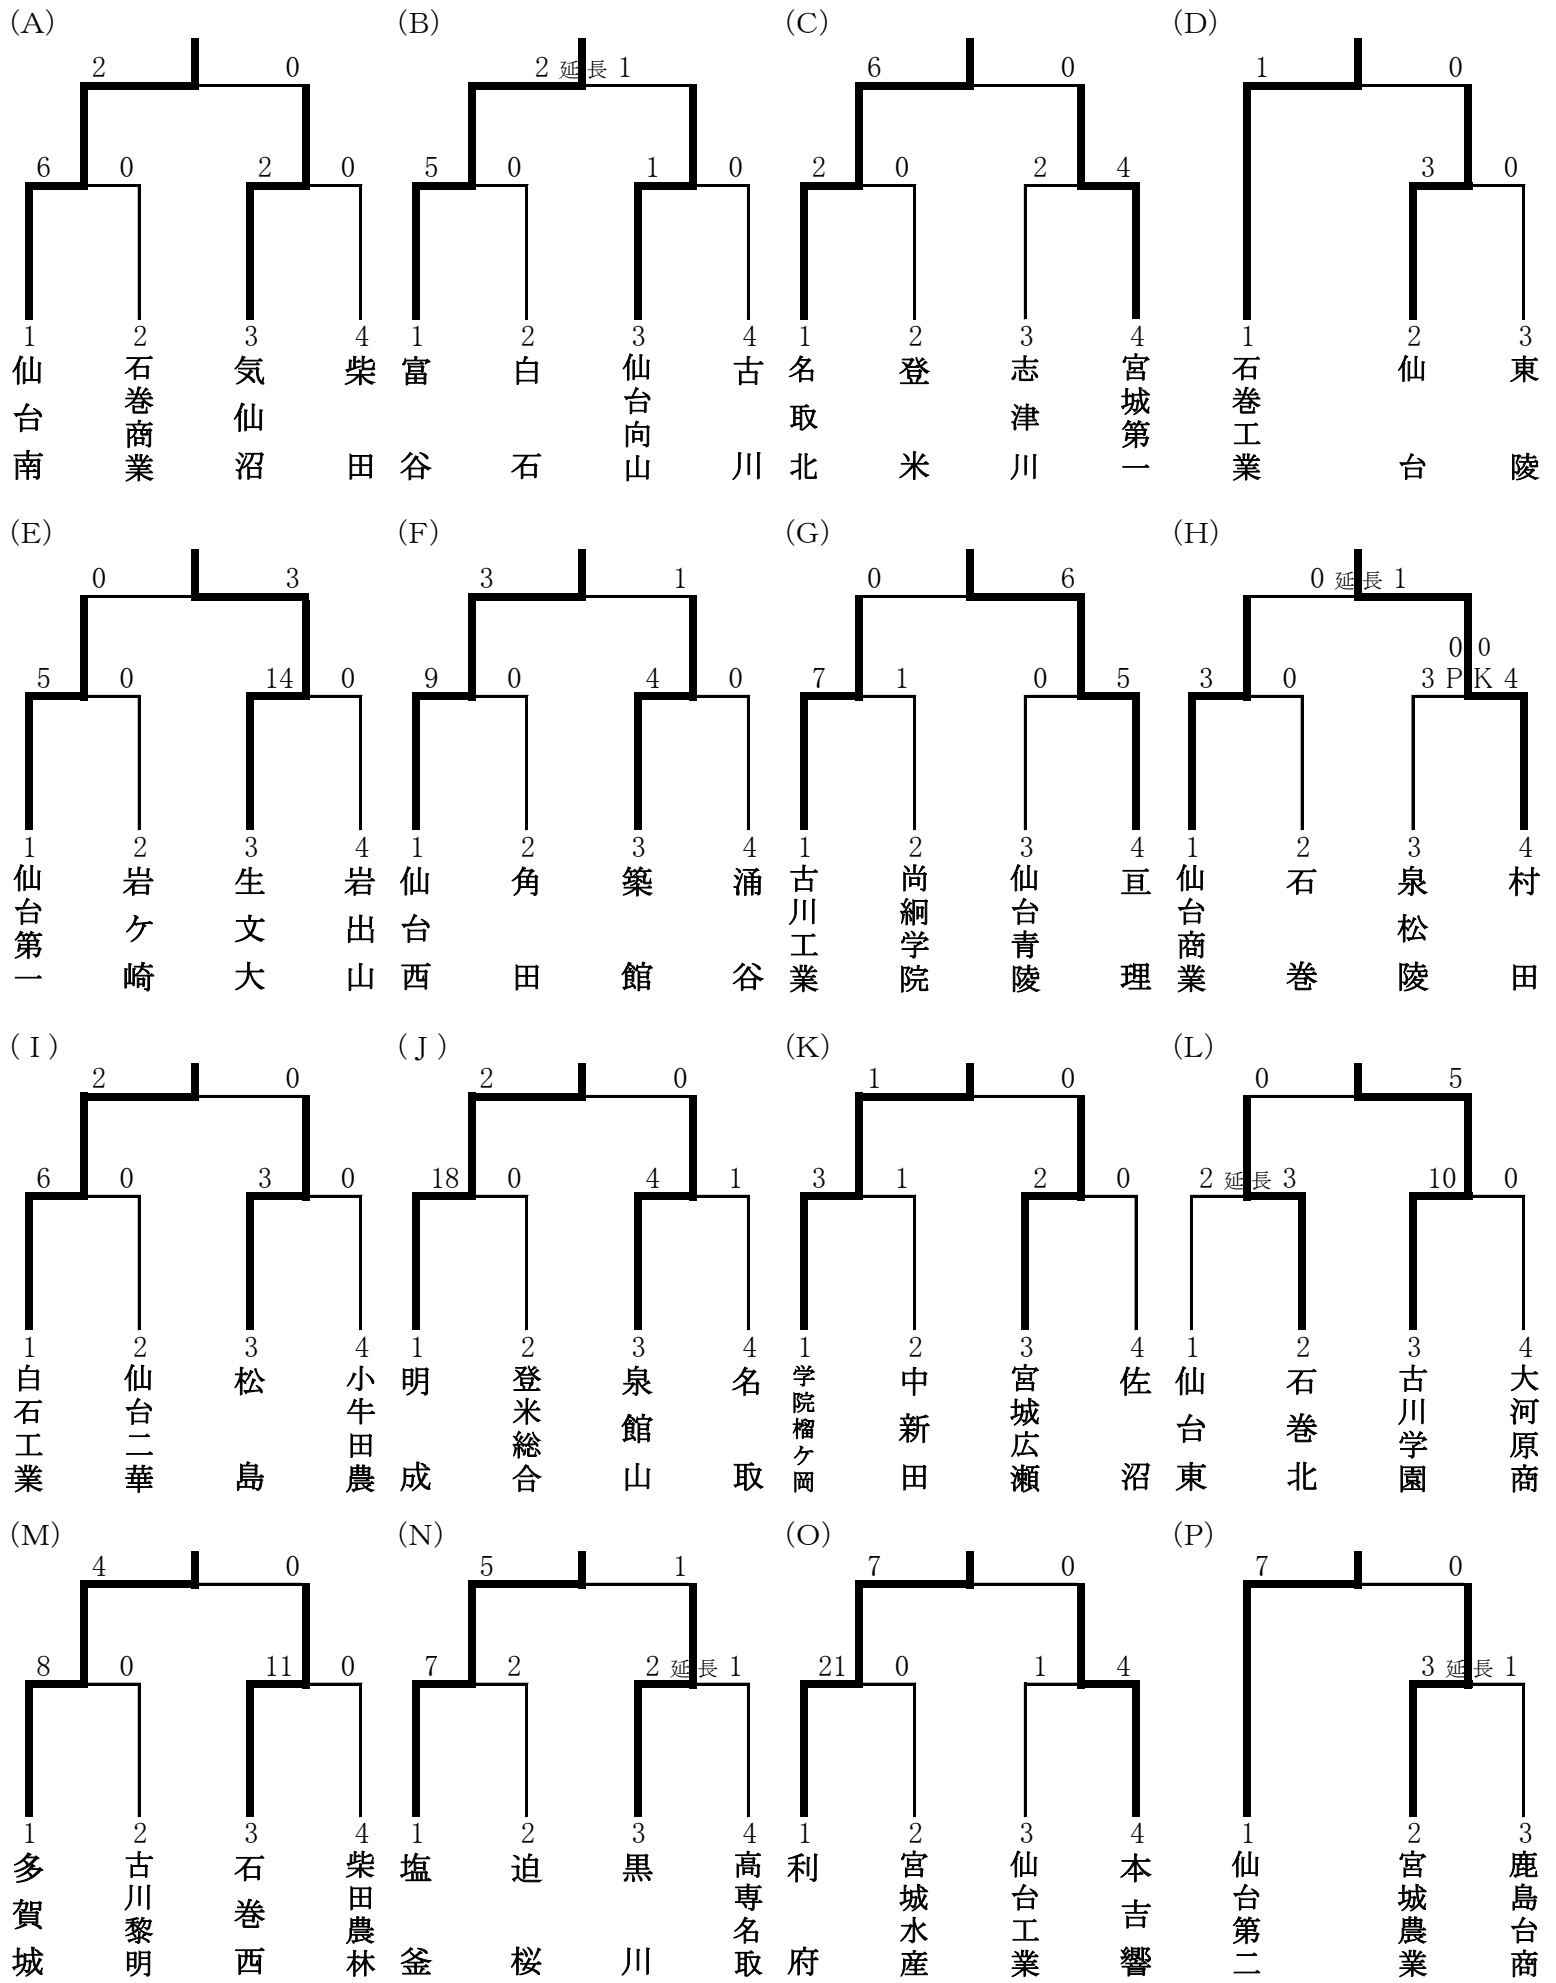 (A) (B) (C) (D)
2 0 2 延長 1 6 0 1 0
6 0 2 0 5 0 1 0 2 0 2 4 3 0
1 2 3 4 1 2 3 4 1 2 3 4 1 2 3
仙台南
石巻商業
気仙沼
柴田
富谷
白石
仙台向山
古川
名取北
登米
志津川
宮城第一
石巻工業
仙台
東陵
(E) (F) (G) (H)
0 3 3 1 0 6 0 延長 1
0 0
5 0 14 0 9 0 4 0 7 1 0 5 3 0 3 PK 4
1 2 3 4 1 2 3 4 1 2 3 4 1 2 3 4
仙台第一
岩ケ崎
生文大
岩出山
仙台西
角田
築館
涌谷
古川工業
尚絅学院
仙台青陵
亘理
仙台商業
石巻
泉松陵
村田
(I) (J) (K) (L)
2 0 2 0 1 0 0 5
6 0 3 0 18 0 4 1 3 1 2 0 2 延長 3 10 0
1 2 3 4 1 2 3 4 1 2 3 4 1 2 3 4
白石工業
仙台二華
松島
小牛田農
明成
登米総合
泉館山
名取
学院榴ケ岡
中新田
宮城広瀬
佐沼
仙台東
石巻北
古川学園
大河原商
(M) (N) (O) (P)
4 0 5 1 7 0 7 0
8 0 11 0 7 2 2 延長 1 21 0 1 4 3 延長 1
1 2 3 4 1 2 3 4 1 2 3 4 1 2 3
多賀城
古川黎明
石巻西
柴田農林
塩釜
迫桜
黒川
高専名取
利府
宮城水産
仙台工業
本吉響
仙台第二
宮城農業
鹿島台商